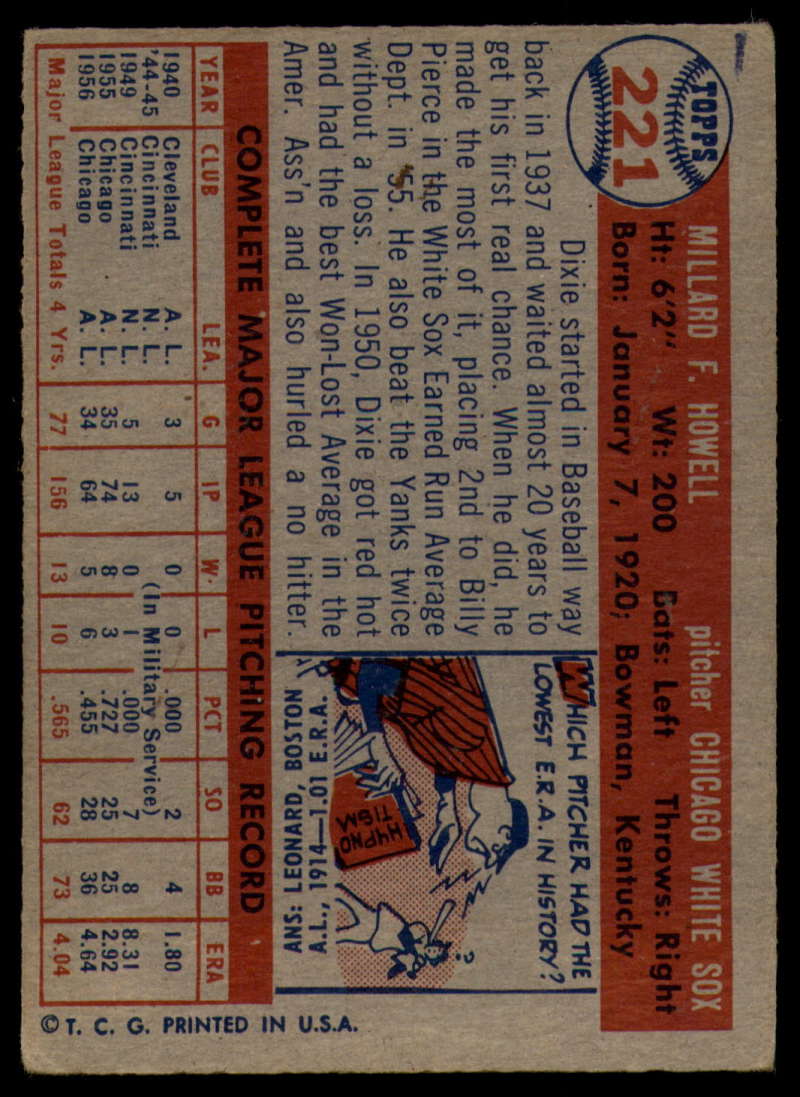 TOPPS
221
MILLARD F. HOWELL pitcher CHICAGO WHITE SOX
Ht: 6'2" Wt: 200 Bats: Left Throws: Right
Born: January 7, 1920; Bowman, Kentucky
Dixie started in Baseball way
back in 1937 and waited almost 20 years to
get his first real chance. When he did, he
made the most of it, placing 2nd to Billy
Pierce in the White Sox Earned Run Average
Dept. in '55. He also beat the Yanks twice
without a loss. In 1950, Dixie got red hot
and had the best Won-Lost Average in the
Amer. Ass'n and also hurled a no hitter.
WHICH PITCHER HAD THE
LOWEST E.R.A. IN HISTORY?
?
HYPNO
TISM
ANS: LEONARD, BOSTON
A.L., 1914—1.01 E.R.A.
COMPLETE MAJOR LEAGUE PITCHING RECORD
YEAR CLUB LEA. G IP W. L PCT SO BB ERA
1940 Cleveland A. L. 3 5 0 0 .000 2 4 1.80
'44-45 Cincinnati N. L. (In Military Service)
1949 Cincinnati N. L. 5 13 0 1 .000 7 8 8.31
1955 Chicago A. L. 35 74 8 3 .727 25 25 2.92
1956 Chicago A. L. 34 64 5 6 .455 28 36 4.64
Major League Totals 4 Yrs. 77 156 13 10 .565 62 73 4.04
© T. C. G. PRINTED IN U.S.A.